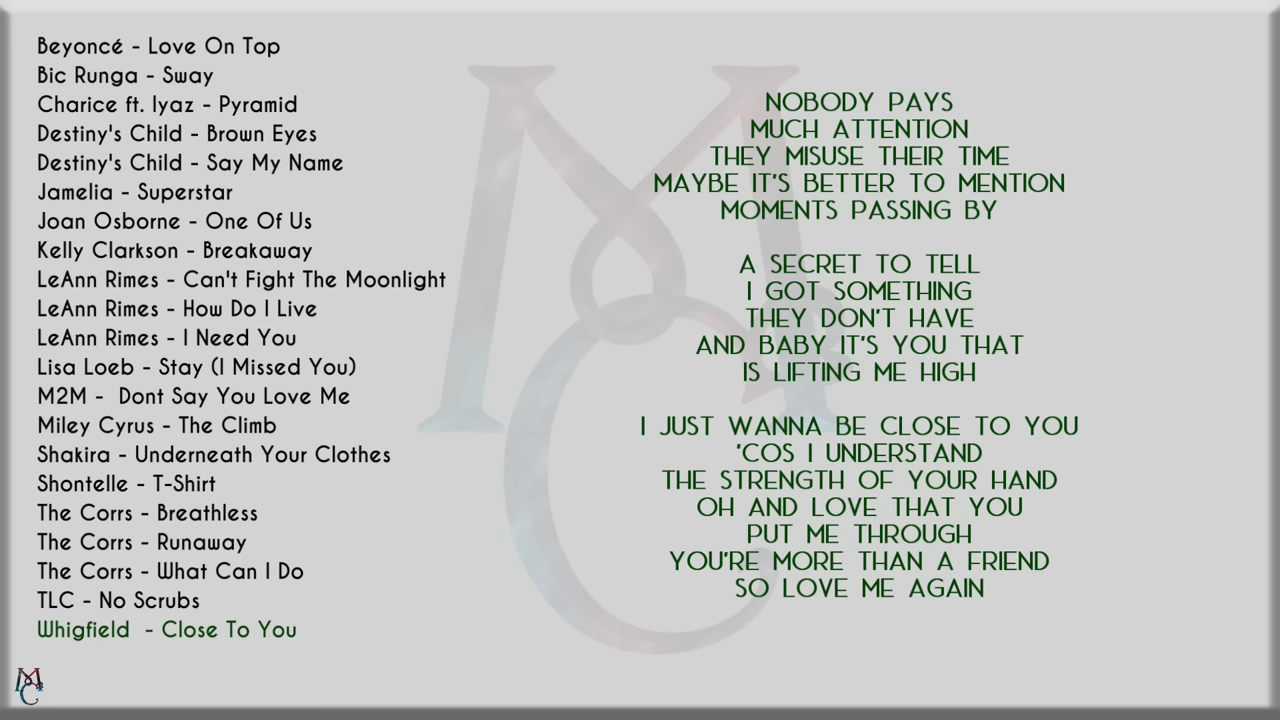 Beyoncé - Love On Top
Bic Runga - Sway
Charice ft. Iyaz - Pyramid
Destiny's Child - Brown Eyes
Destiny's Child - Say My Name
Jamelia - Superstar
Joan Osborne - One Of Us
Kelly Clarkson - Breakaway
LeAnn Rimes - Can't Fight The Moonlight
LeAnn Rimes - How Do I Live
LeAnn Rimes - I Need You
Lisa Loeb - Stay (I Missed You)
M2M -  Dont Say You Love Me
Miley Cyrus - The Climb
Shakira - Underneath Your Clothes
Shontelle - T-Shirt
The Corrs - Breathless
The Corrs - Runaway
The Corrs - What Can I Do
TLC - No Scrubs
Whigfield  - Close To You
NOBODY PAYS
MUCH ATTENTION
THEY MISUSE THEIR TIME
MAYBE IT'S BETTER TO MENTION
MOMENTS PASSING BY
A SECRET TO TELL
I GOT SOMETHING
THEY DON'T HAVE
AND BABY IT'S YOU THAT
IS LIFTING ME HIGH
I JUST WANNA BE CLOSE TO YOU
'COS I UNDERSTAND
THE STRENGTH OF YOUR HAND
OH AND LOVE THAT YOU
PUT ME THROUGH
YOU'RE MORE THAN A FRIEND
SO LOVE ME AGAIN
MC